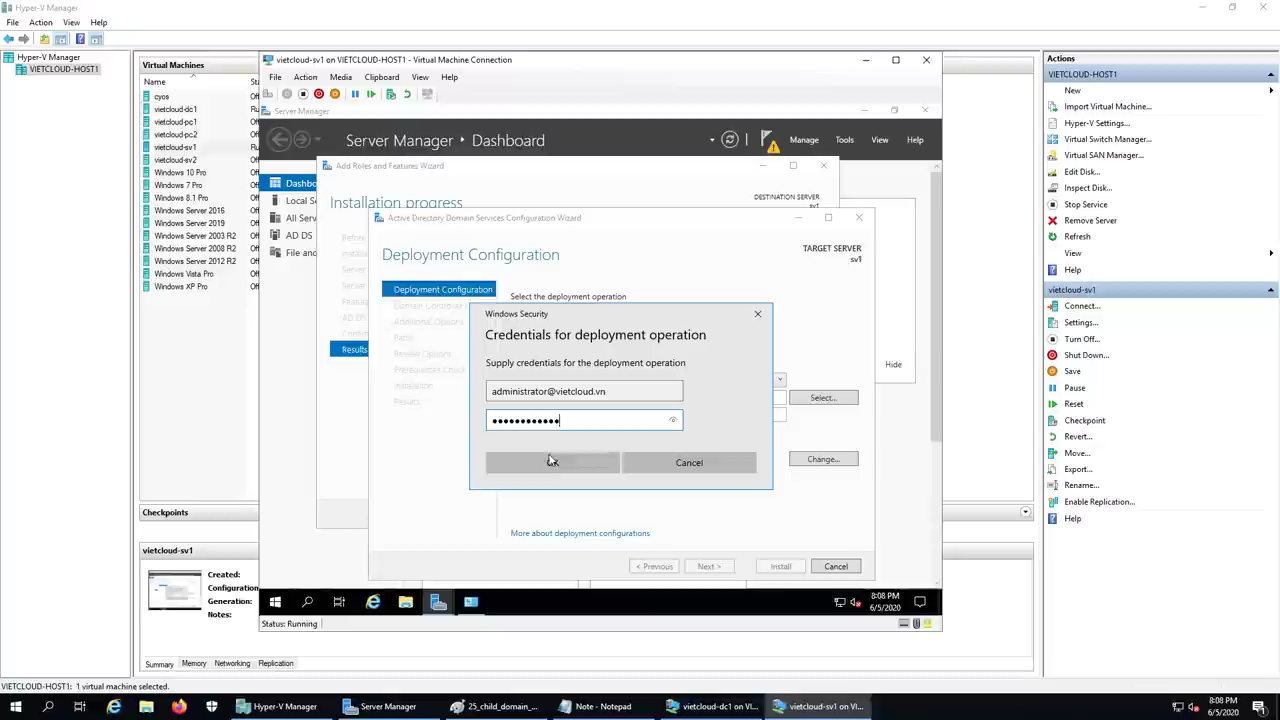 Hyper-V Manager
File Action View Help
Hyper-V Manager
VIETCLOUD-HOST1
Virtual Machines
Name
cyos
vietcloud-dc1
vietcloud-pc1
vietcloud-pc2
vietcloud-sv1
vietcloud-sv2
Windows 10 Pro
Windows 7 Pro
Windows 8.1 Pro
Windows Server 2016
Windows Server 2019
Windows Server 2003 R2
Windows Server 2008 R2
Windows Server 2012 R2
Windows Vista Pro
Windows XP Pro
Checkpoints
vietcloud-sv1
Created:
Configuration
Generation:
Notes:
Summary Memory Networking Replication
vietcloud-sv1 on VIETCLOUD-HOST1 - Virtual Machine Connection
File Action Media Clipboard View Help
Server Manager
Server Manager • Dashboard
Manage Tools View Help
Dashbo
Local S
All Serv
AD DS
File and
Add Roles and Features Wizard
Installation progress
DESTINATION SERVER
sv1
Results
Hide
Active Directory Domain Services Configuration Wizard
Deployment Configuration
TARGET SERVER
sv1
Deployment Configuration
Additional Options
Paths
Review Options
Installation
Results
Select the deployment operation
Select...
Change...
More about deployment configurations
< Previous Next > Install Cancel
Windows Security
Credentials for deployment operation
Supply credentials for the deployment operation
administrator@vietcloud.vn
●●●●●●●●●●●●
OK Cancel
8:08 PM
6/5/2020
Status: Running
Actions
VIETCLOUD-HOST1
New
Import Virtual Machine...
Hyper-V Settings...
Virtual Switch Manager...
Virtual SAN Manager...
Edit Disk...
Inspect Disk...
Stop Service
Remove Server
Refresh
View
Help
vietcloud-sv1
Connect...
Settings...
Turn Off...
Shut Down...
Save
Pause
Reset
Checkpoint
Revert...
Move...
Export...
Rename...
Enable Replication...
Help
VIETCLOUD-HOST1: 1 virtual machine selected.
Hyper-V Manager Server Manager 25_child_domain_... Note - Notepad vietcloud-dc1 on VI... vietcloud-sv1 on VI...
8:08 PM
6/5/2020